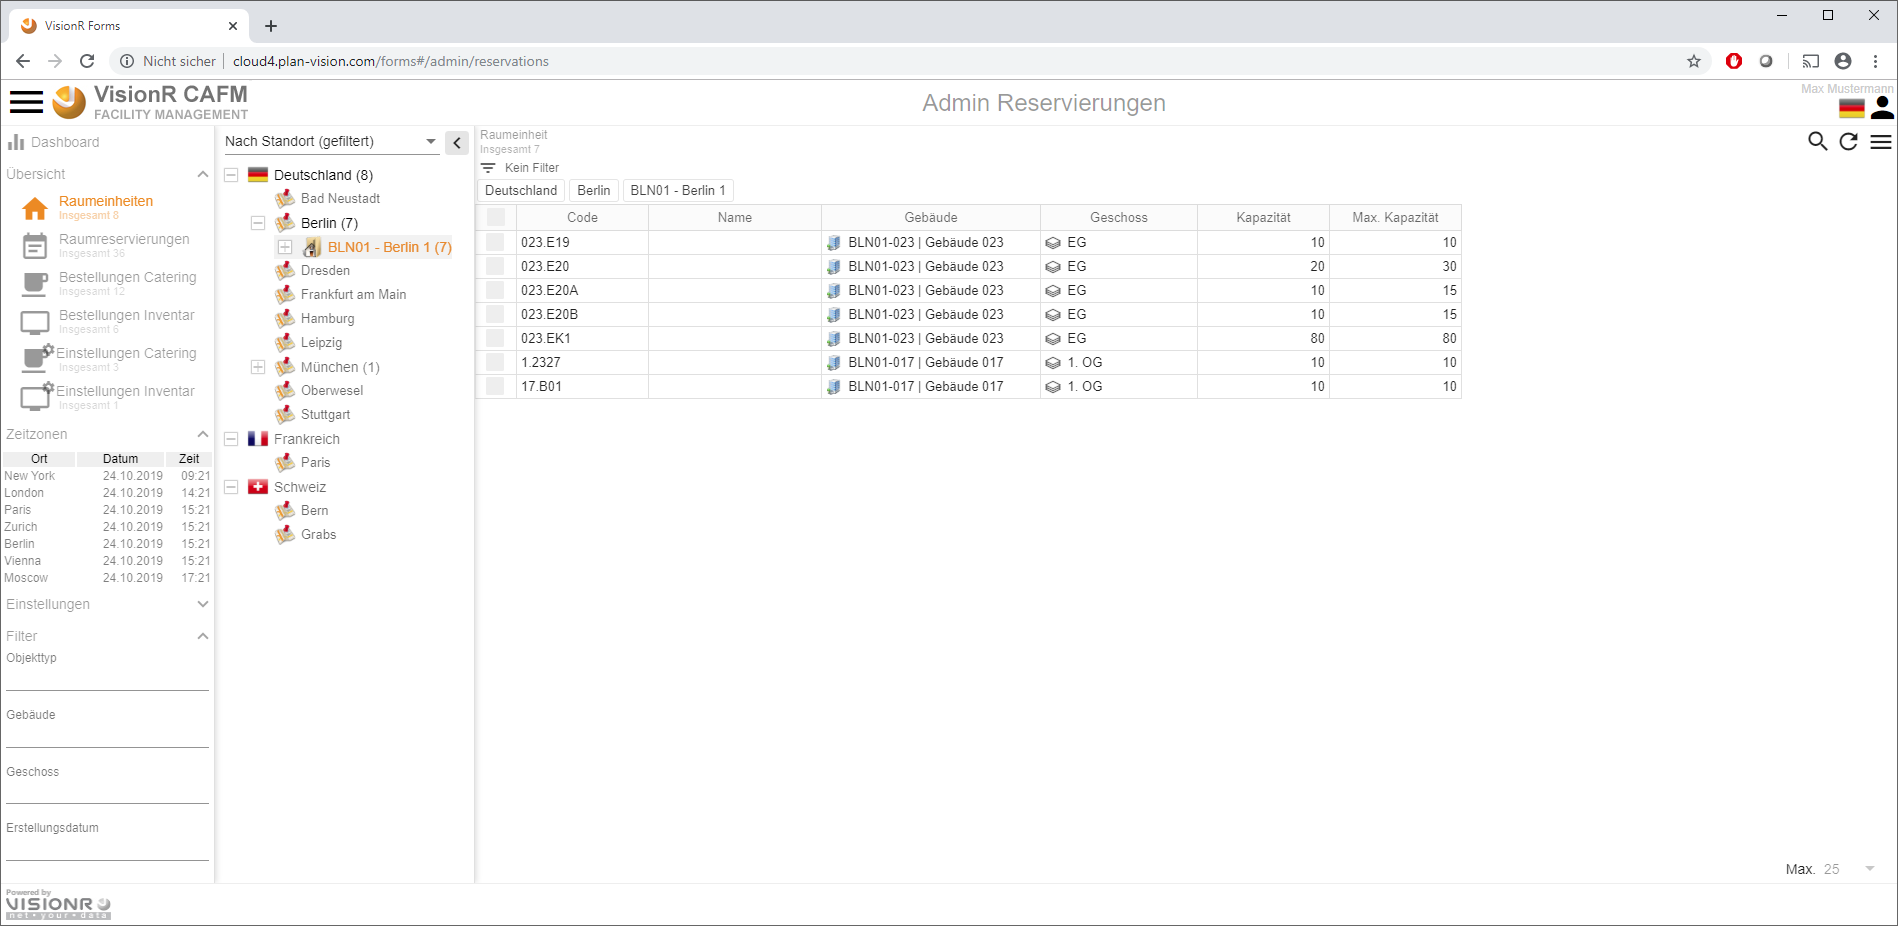 VisionR Forms
Nicht sicher
cloud4.plan-vision.com/forms#/admin/reservations
VisionR CAFM
FACILITY MANAGEMENT
Admin Reservierungen
Max Mustermann
Dashboard
Übersicht
Raumeinheiten
Insgesamt 8
Raumreservierungen
Insgesamt 36
Bestellungen Catering
Insgesamt 12
Bestellungen Inventar
Insgesamt 6
Einstellungen Catering
Insgesamt 3
Einstellungen Inventar
Insgesamt 1
Zeitzonen
Ort Datum Zeit
New York 24.10.2019 09:21
London 24.10.2019 14:21
Paris 24.10.2019 15:21
Zurich 24.10.2019 15:21
Berlin 24.10.2019 15:21
Vienna 24.10.2019 15:21
Moscow 24.10.2019 17:21
Einstellungen
Filter
Objekttyp
Gebäude
Geschoss
Erstellungsdatum
Nach Standort (gefiltert)
Deutschland (8)
Bad Neustadt
Berlin (7)
BLN01 - Berlin 1 (7)
Dresden
Frankfurt am Main
Hamburg
Leipzig
München (1)
Oberwesel
Stuttgart
Frankreich
Paris
Schweiz
Bern
Grabs
Raumeinheit
Insgesamt 7
Kein Filter
Deutschland Berlin BLN01 - Berlin 1
Code Name Gebäude Geschoss Kapazität Max. Kapazität
023.E19 BLN01-023 | Gebäude 023 EG 10 10
023.E20 BLN01-023 | Gebäude 023 EG 20 30
023.E20A BLN01-023 | Gebäude 023 EG 10 15
023.E20B BLN01-023 | Gebäude 023 EG 10 15
023.EK1 BLN01-023 | Gebäude 023 EG 80 80
1.2327 BLN01-017 | Gebäude 017 1. OG 10 10
17.B01 BLN01-017 | Gebäude 017 1. OG 10 10
Max. 25
Powered by
VISIONR
net • your • data